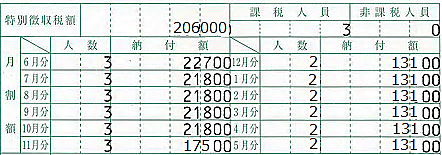 特別徴収税額 206000 課税人員 3 非課税人員 0
月割額 人数 納付額 人数 納付額
6月分 3 22700 12月分 2 13100
7月分 3 21800 1月分 2 13100
8月分 3 21800 2月分 2 13100
9月分 3 21800 3月分 2 13100
10月分 3 21800 4月分 2 13100
11月分 3 17500 5月分 2 13100